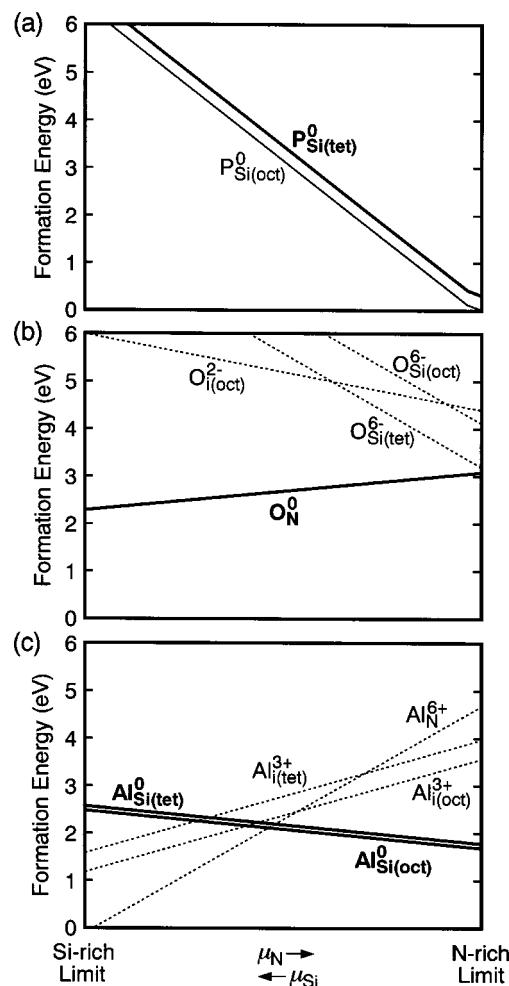 (a)
6
5
4
3
2
1
0
Formation Energy (eV)
P⁰Si(tet)
P⁰Si(oct)
(b)
6
5
4
3
2
1
0
Formation Energy (eV)
O²⁻i(oct)
O⁶⁻Si(oct)
O⁶⁻Si(tet)
O⁰N
(c)
6
5
4
3
2
1
0
Formation Energy (eV)
Al⁶⁺N
Al³⁺i(tet)
Al⁰Si(tet)
Al³⁺i(oct)
Al⁰Si(oct)
Si-rich Limit
μN →
← μSi
N-rich Limit